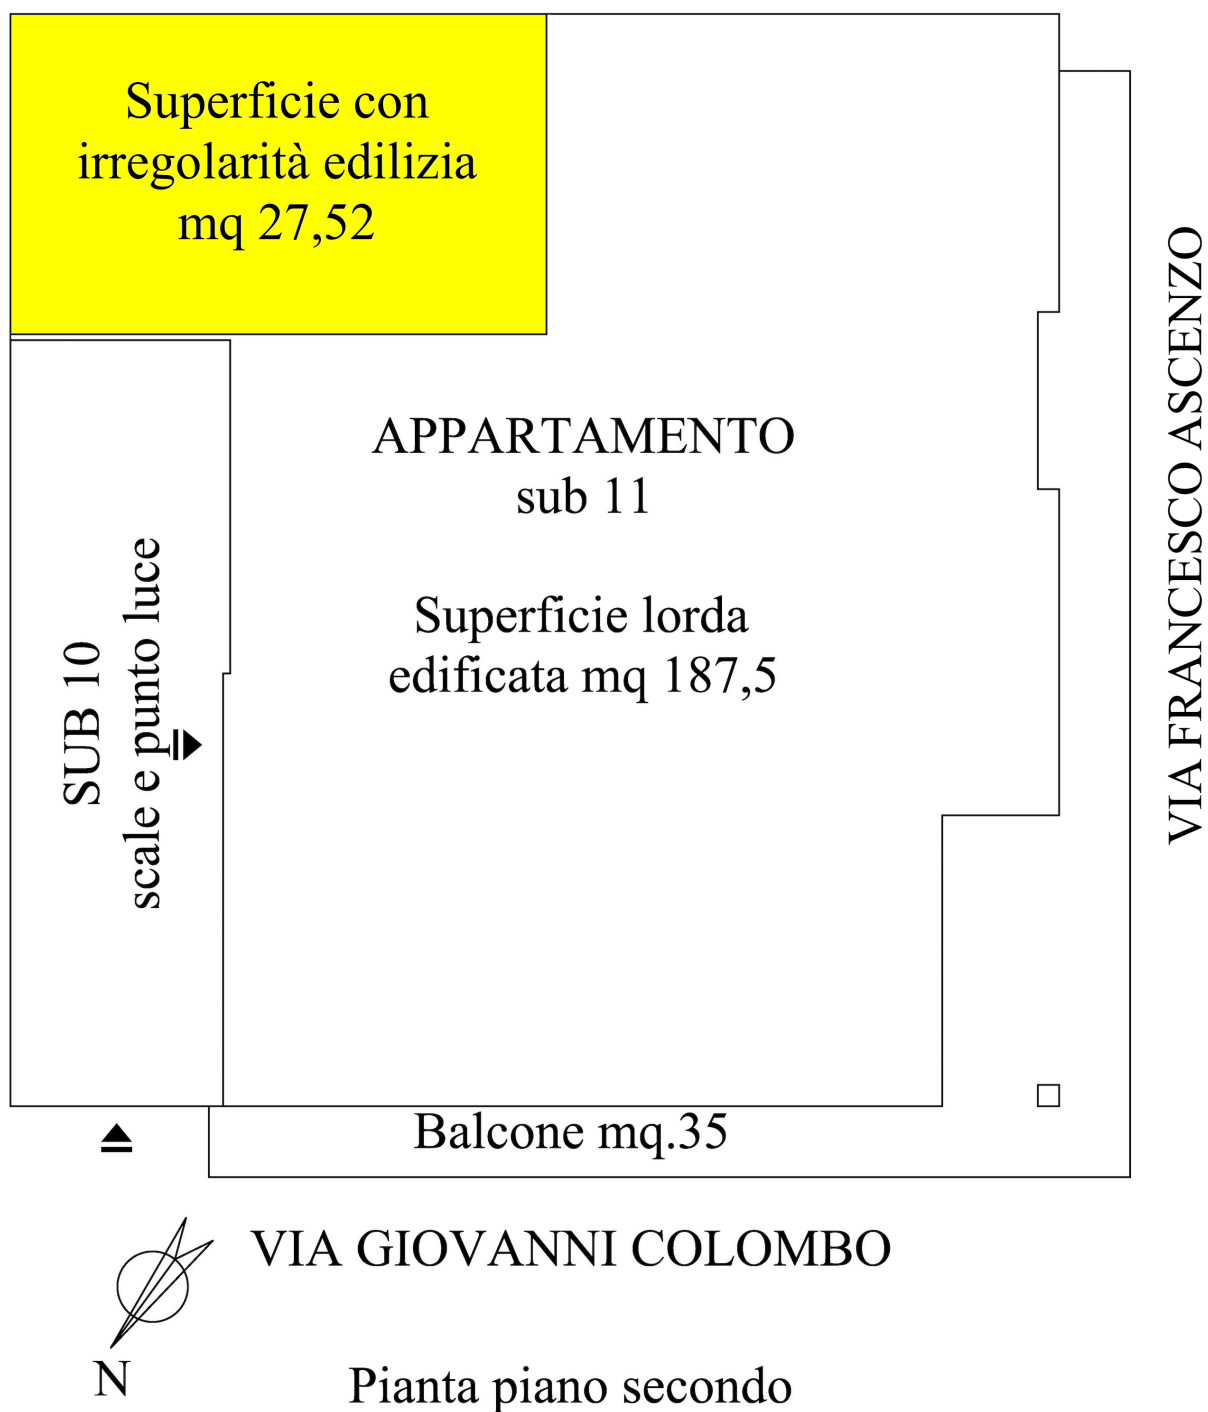 Superficie con
irregolarità edilizia
mq 27,52
APPARTAMENTO
sub 11
Superficie lorda
edificata mq 187,5
SUB 10
scale e punto luce
VIA FRANCESCO ASCENZO
Balcone mq.35
VIA GIOVANNI COLOMBO
N
Pianta piano secondo